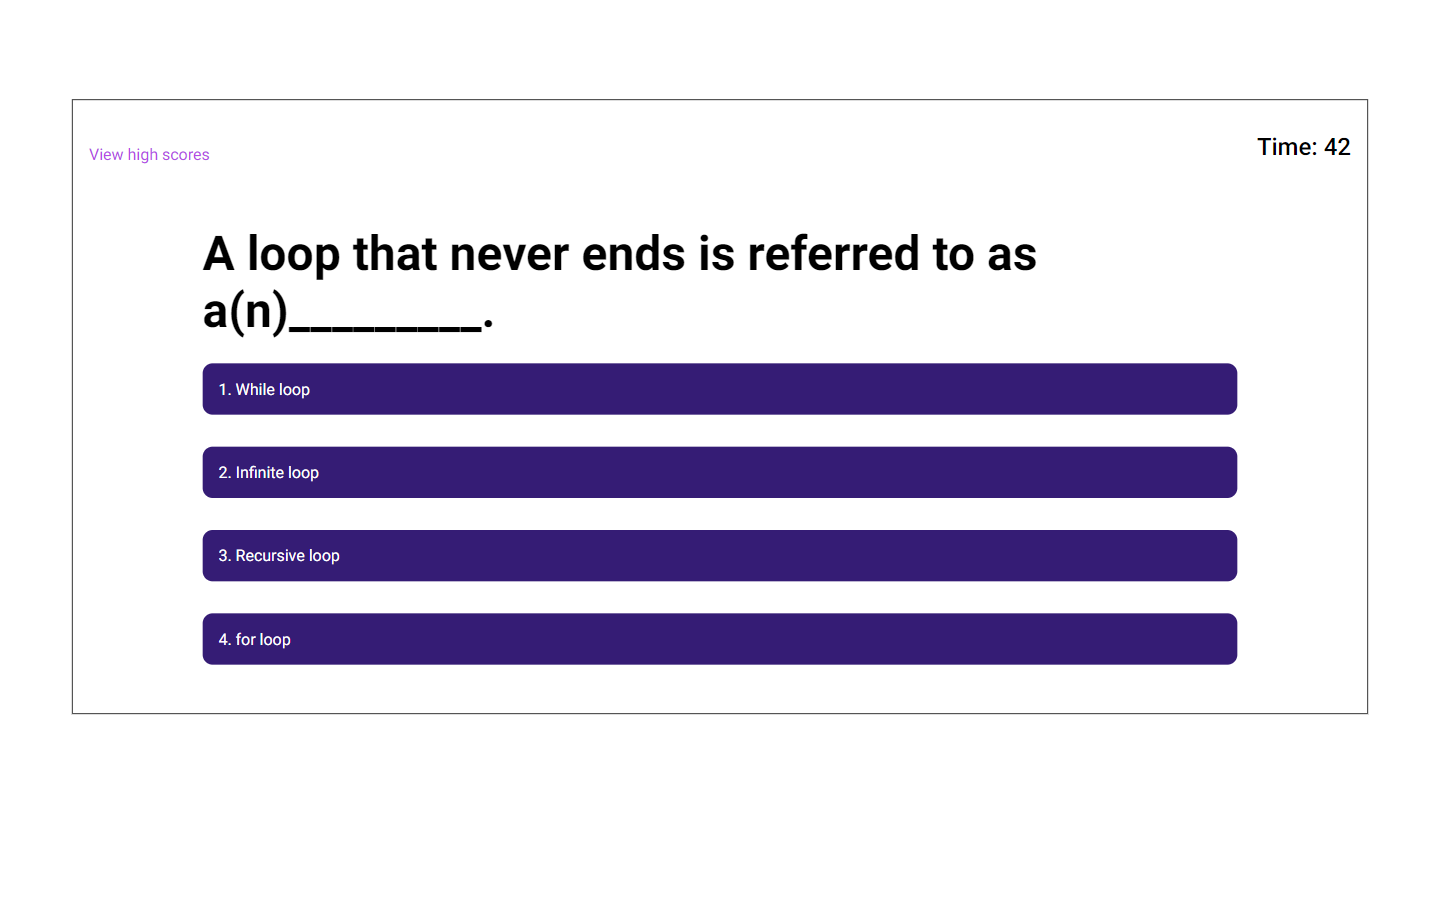 View high scores
Time: 42
A loop that never ends is referred to as
a(n)_________.
1. While loop
2. Infinite loop
3. Recursive loop
4. for loop